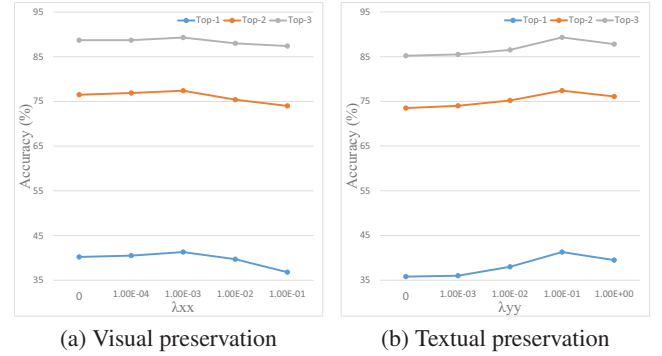 95
Top-1 Top-2 Top-3
85
75
65
55
45
35
Accuracy (%)
0 1.00E-04 1.00E-03 1.00E-02 1.00E-01
λxx
(a) Visual preservation
95
Top-1 Top-2 Top-3
85
75
65
55
45
35
Accuracy (%)
0 1.00E-03 1.00E-02 1.00E-01 1.00E+00
λyy
(b) Textual preservation